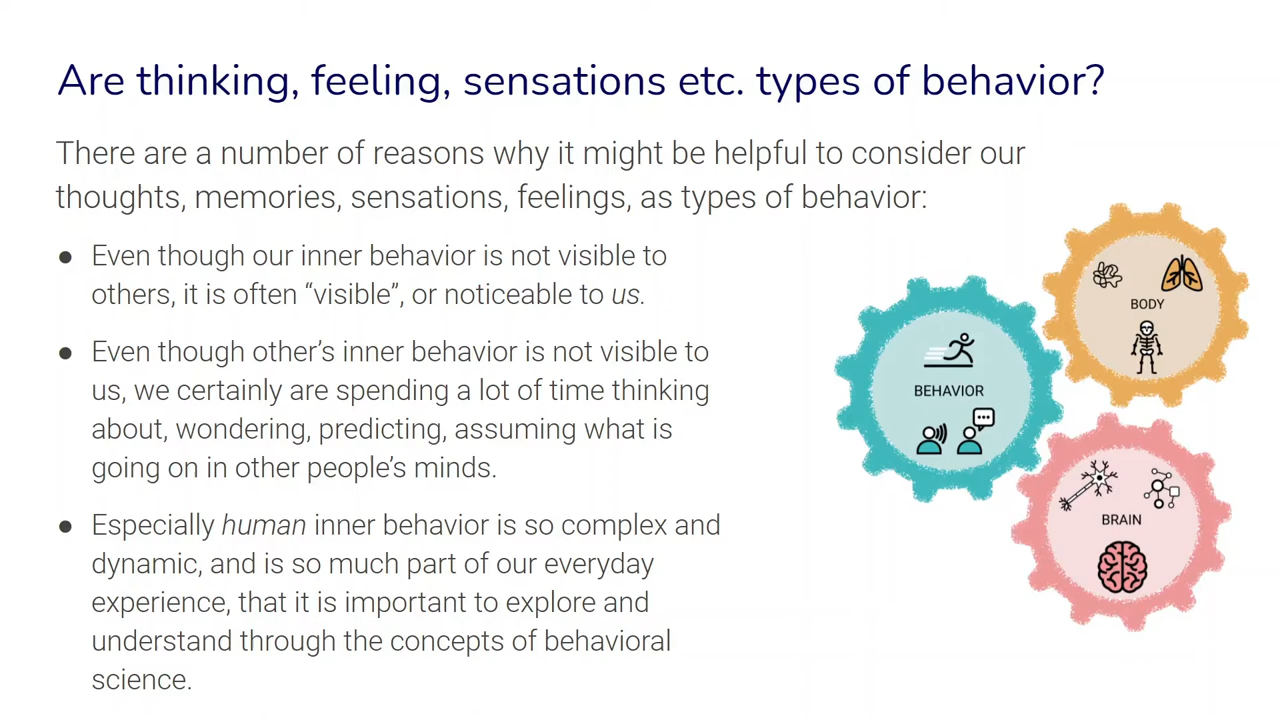 Are thinking, feeling, sensations etc. types of behavior?
There are a number of reasons why it might be helpful to consider our
thoughts, memories, sensations, feelings, as types of behavior:
● Even though our inner behavior is not visible to
others, it is often “visible”, or noticeable to us.
● Even though other’s inner behavior is not visible to
us, we certainly are spending a lot of time thinking
about, wondering, predicting, assuming what is
going on in other people’s minds.
● Especially human inner behavior is so complex and
dynamic, and is so much part of our everyday
experience, that it is important to explore and
understand through the concepts of behavioral
science.
BODY
BEHAVIOR
BRAIN